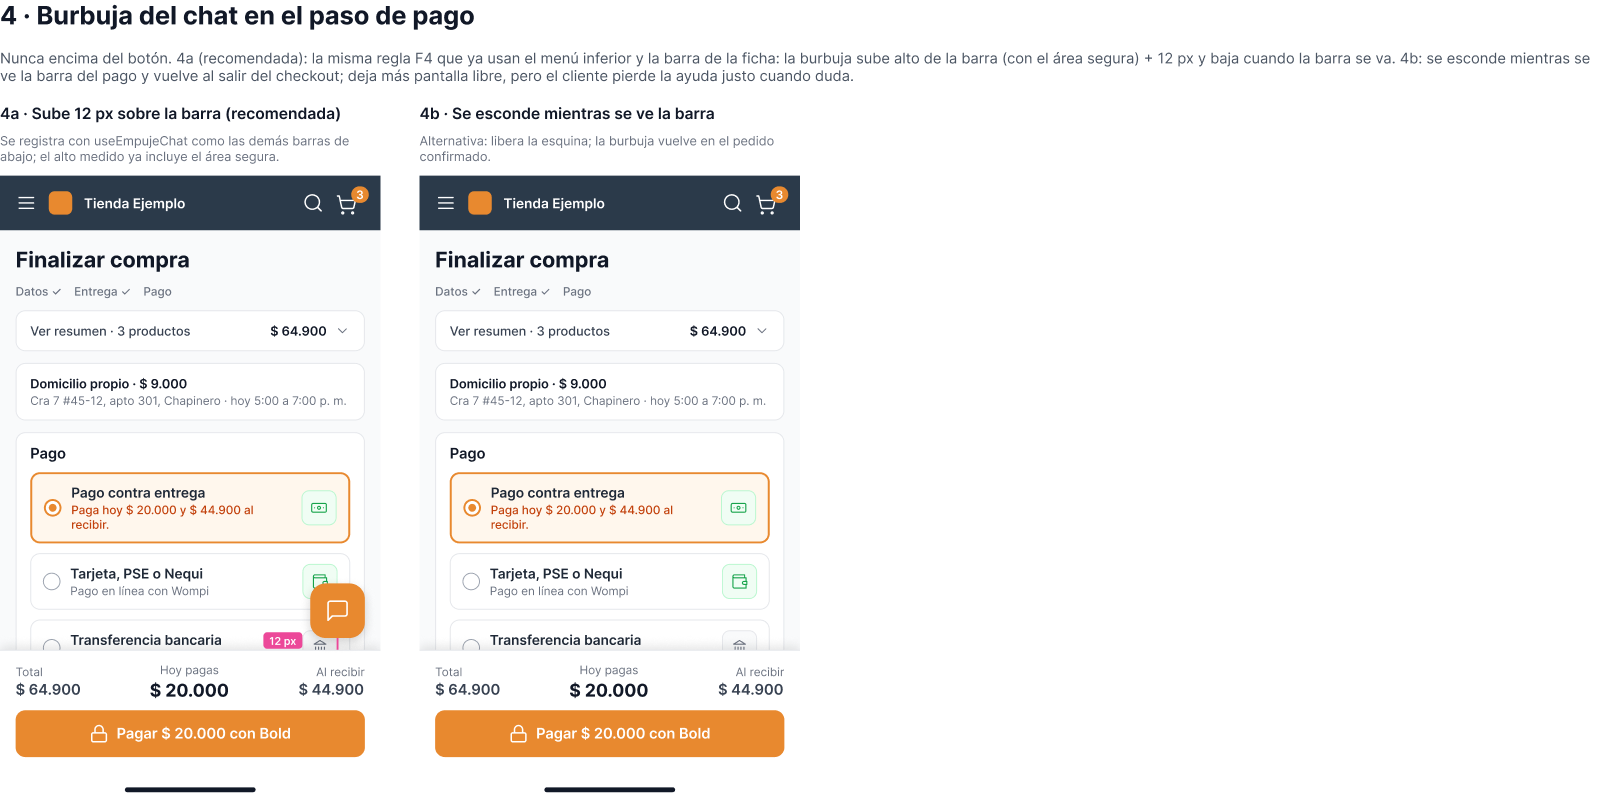 4 · Burbuja del chat en el paso de pago
Nunca encima del botón. 4a (recomendada): la misma regla F4 que ya usan el menú inferior y la barra de la ficha: la burbuja sube alto de la barra (con el área segura) + 12 px y baja cuando la barra se va. 4b: se esconde mientras se
ve la barra del pago y vuelve al salir del checkout; deja más pantalla libre, pero el cliente pierde la ayuda justo cuando duda.
4a · Sube 12 px sobre la barra (recomendada)
Se registra con useEmpujeChat como las demás barras de
abajo; el alto medido ya incluye el área segura.
Tienda Ejemplo
3
Finalizar compra
Datos ✓ Entrega ✓ Pago
Ver resumen · 3 productos $ 64.900
Domicilio propio · $ 9.000
Cra 7 #45-12, apto 301, Chapinero · hoy 5:00 a 7:00 p. m.
Pago
Pago contra entrega
Paga hoy $ 20.000 y $ 44.900 al
recibir.
Tarjeta, PSE o Nequi
Pago en línea con Wompi
Transferencia bancaria
12 px
Total Hoy pagas Al recibir
$ 64.900 $ 20.000 $ 44.900
Pagar $ 20.000 con Bold
4b · Se esconde mientras se ve la barra
Alternativa: libera la esquina; la burbuja vuelve en el pedido
confirmado.
Tienda Ejemplo
3
Finalizar compra
Datos ✓ Entrega ✓ Pago
Ver resumen · 3 productos $ 64.900
Domicilio propio · $ 9.000
Cra 7 #45-12, apto 301, Chapinero · hoy 5:00 a 7:00 p. m.
Pago
Pago contra entrega
Paga hoy $ 20.000 y $ 44.900 al
recibir.
Tarjeta, PSE o Nequi
Pago en línea con Wompi
Transferencia bancaria
Total Hoy pagas Al recibir
$ 64.900 $ 20.000 $ 44.900
Pagar $ 20.000 con Bold